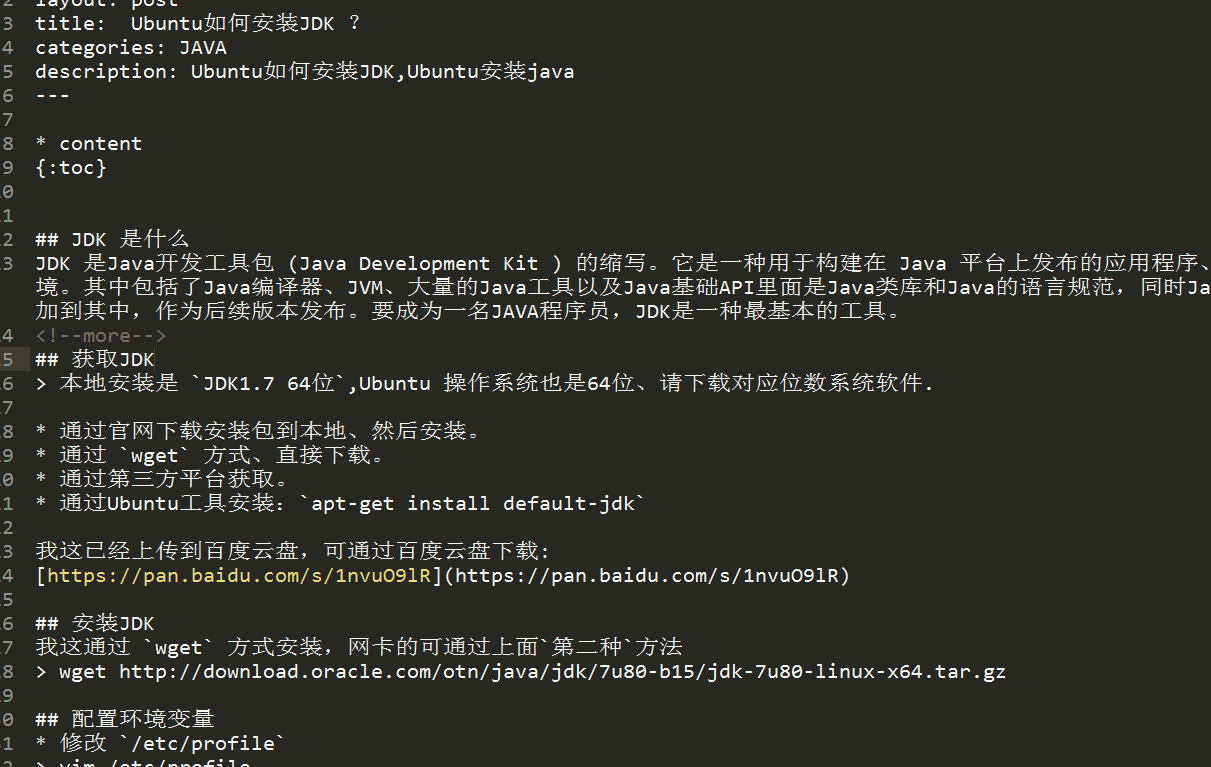 2 layout: post
3 title:  Ubuntu如何安装JDK ？
4 categories: JAVA
5 description: Ubuntu如何安装JDK,Ubuntu安装java
6 ---
7
8 * content
9 {:toc}
0
1
2 ## JDK 是什么
3 JDK 是Java开发工具包 (Java Development Kit ) 的缩写。它是一种用于构建在 Java 平台上发布的应用程序、
境。其中包括了Java编译器、JVM、大量的Java工具以及Java基础API里面是Java类库和Java的语言规范，同时Ja
加到其中，作为后续版本发布。要成为一名JAVA程序员，JDK是一种最基本的工具。
4 <!--more-->
5 ## 获取JDK
6 > 本地安装是 `JDK1.7 64位`,Ubuntu 操作系统也是64位、请下载对应位数系统软件.
7
8 * 通过官网下载安装包到本地、然后安装。
9 * 通过 `wget` 方式、直接下载。
0 * 通过第三方平台获取。
1 * 通过Ubuntu工具安装：`apt-get install default-jdk`
2
3 我这已经上传到百度云盘，可通过百度云盘下载:
4 [https://pan.baidu.com/s/1nvuO9lR](https://pan.baidu.com/s/1nvuO9lR)
5
6 ## 安装JDK
7 我这通过 `wget` 方式安装，网卡的可通过上面`第二种`方法
8 > wget http://download.oracle.com/otn/java/jdk/7u80-b15/jdk-7u80-linux-x64.tar.gz
9
0 ## 配置环境变量
1 * 修改 `/etc/profile`
2 > vim /etc/profile